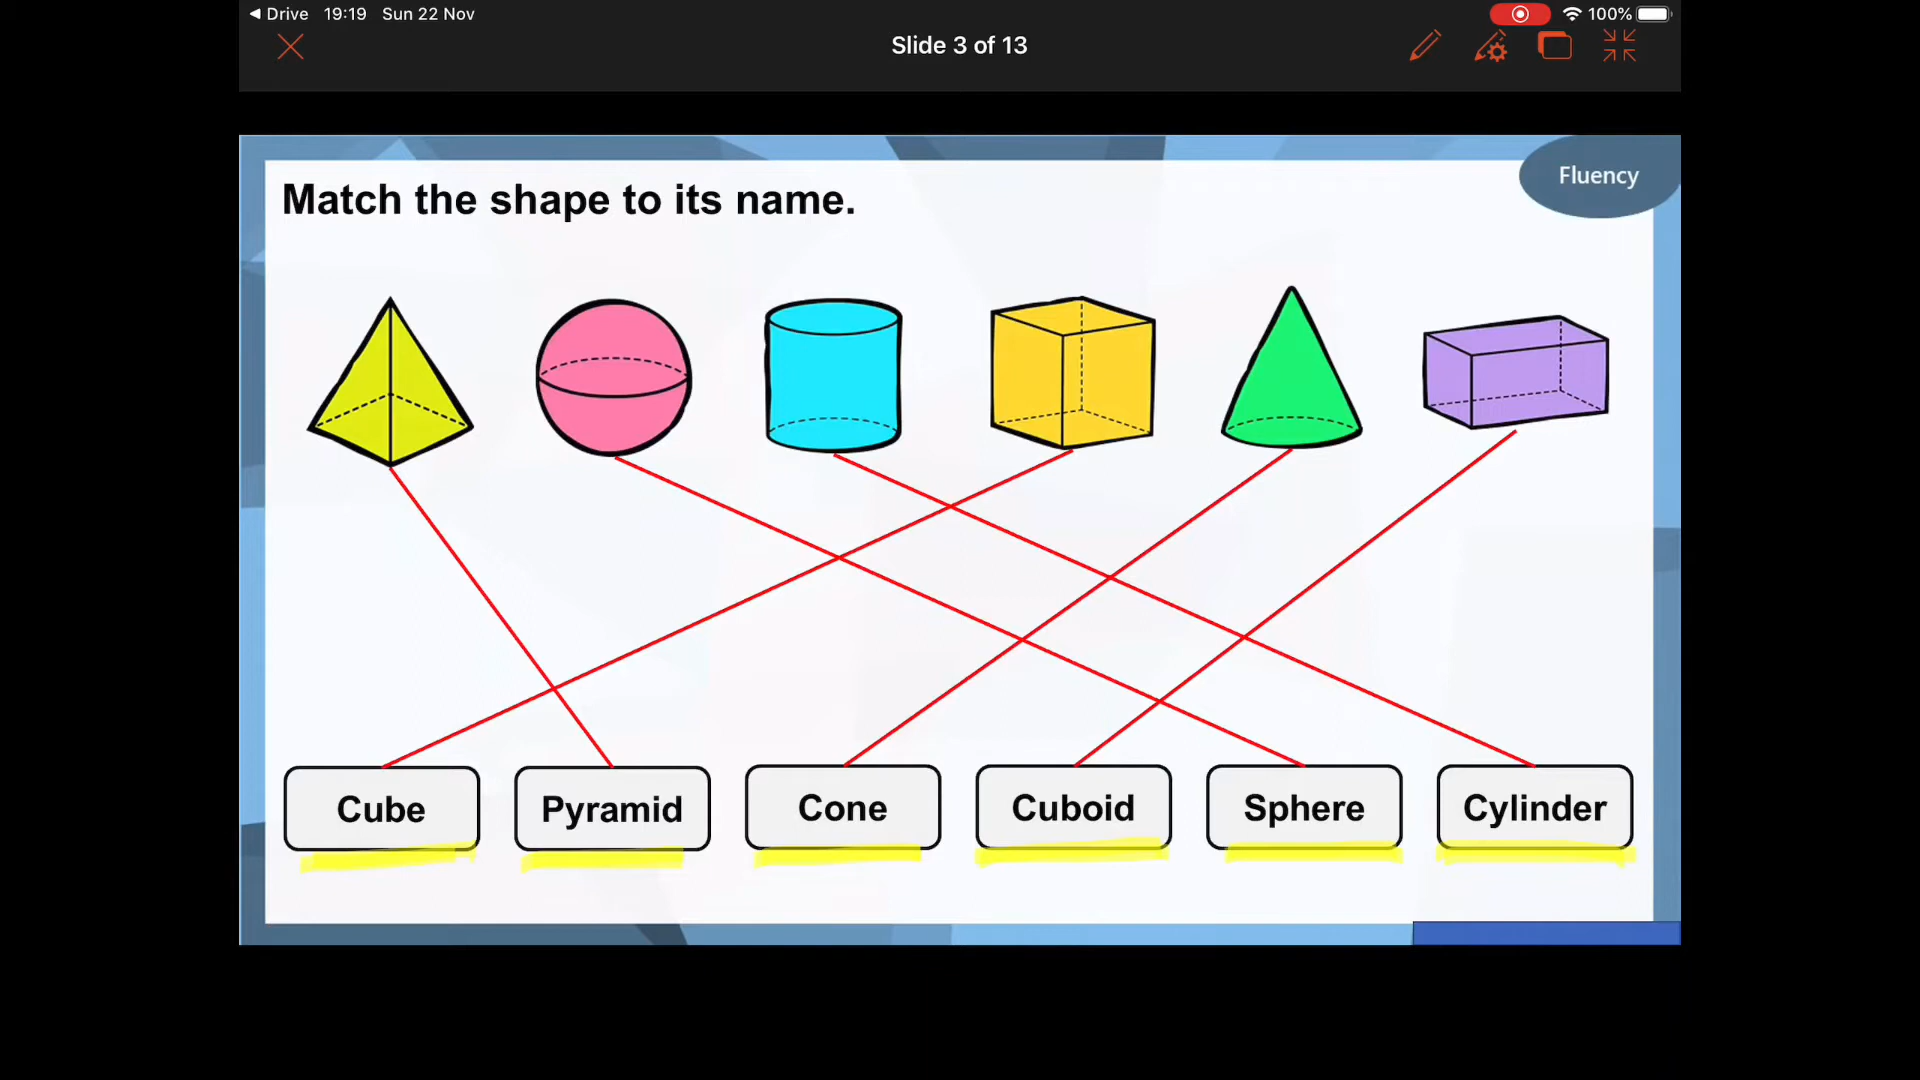 Drive 19:19 Sun 22 Nov 100%
Slide 3 of 13
Fluency
Match the shape to its name.
Cube Pyramid Cone Cuboid Sphere Cylinder